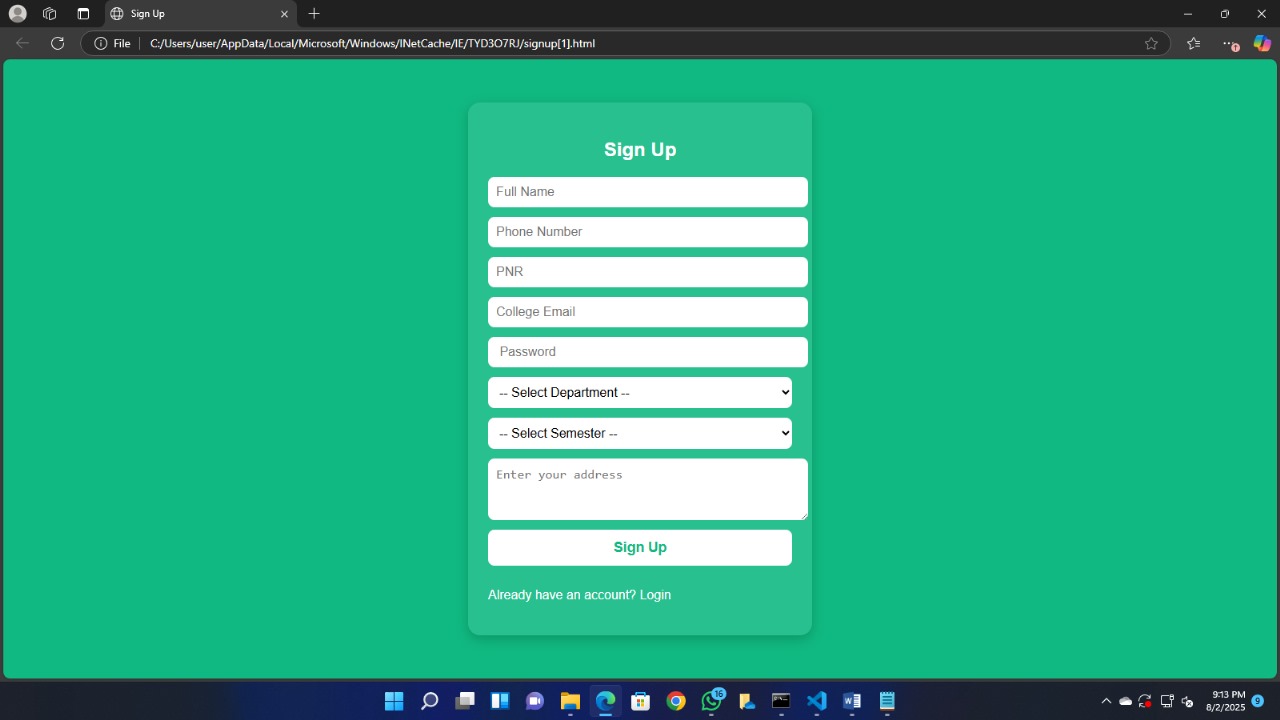 Sign Up
File
C:/Users/user/AppData/Local/Microsoft/Windows/INetCache/IE/TYD3O7RJ/signup[1].html
Sign Up
Full Name
Phone Number
PNR
College Email
Password
-- Select Department --
-- Select Semester --
Enter your address
Sign Up
Already have an account? Login
16
9:13 PM
8/2/2025
9